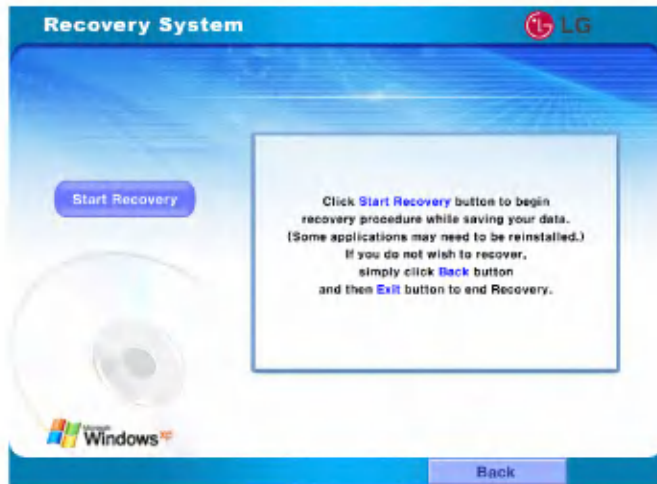 Recovery System
LG
Start Recovery
Click Start Recovery button to begin
recovery procedure while saving your data.
(Some applications may need to be reinstalled.)
If you do not wish to recover,
simply click Back button
and then Exit button to end Recovery.
Microsoft
Windows xp
Back